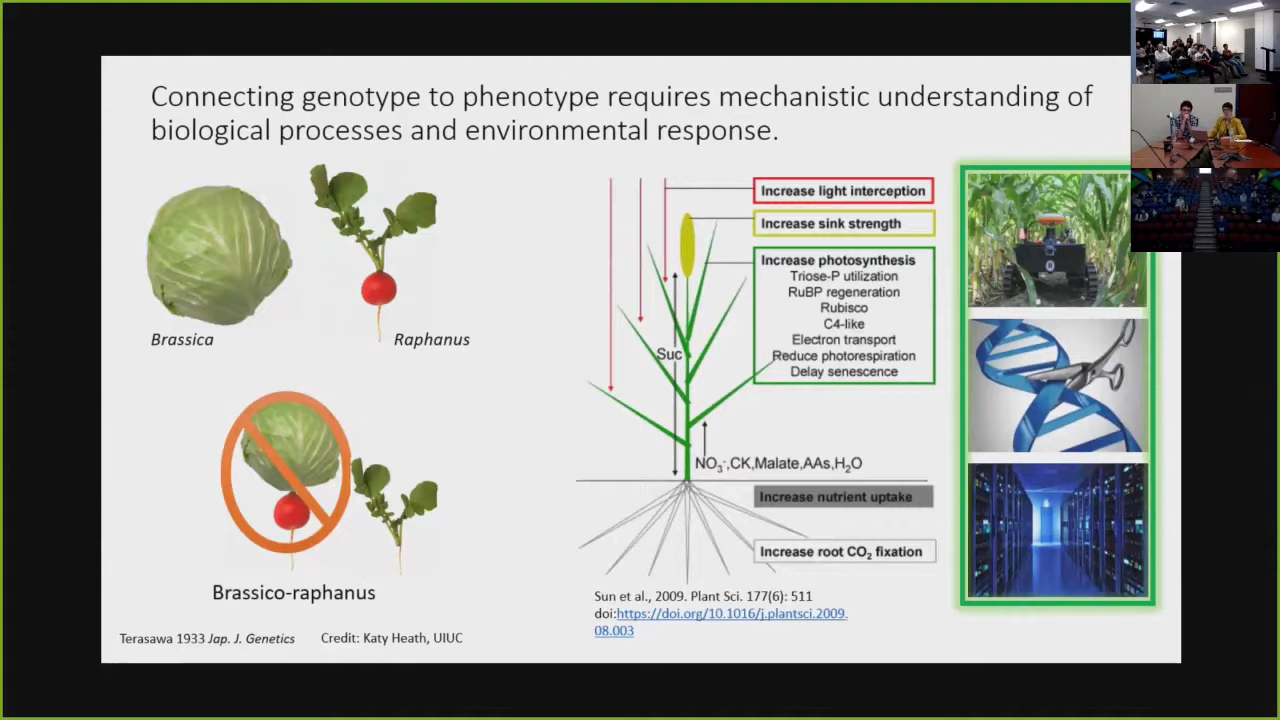 Connecting genotype to phenotype requires mechanistic understanding of
biological processes and environmental response.
Brassica
Raphanus
Brassico-raphanus
Terasawa 1933 Jap. J. Genetics
Credit: Katy Heath, UIUC
Increase light interception
Increase sink strength
Increase photosynthesis
Triose-P utilization
RuBP regeneration
Rubisco
C4-like
Electron transport
Reduce photorespiration
Delay senescence
Suc
NO₃⁻,CK,Malate,AAs,H₂O
Increase nutrient uptake
Increase root CO₂ fixation
Sun et al., 2009. Plant Sci. 177(6): 511
doi:https://doi.org/10.1016/j.plantsci.2009.
08.003